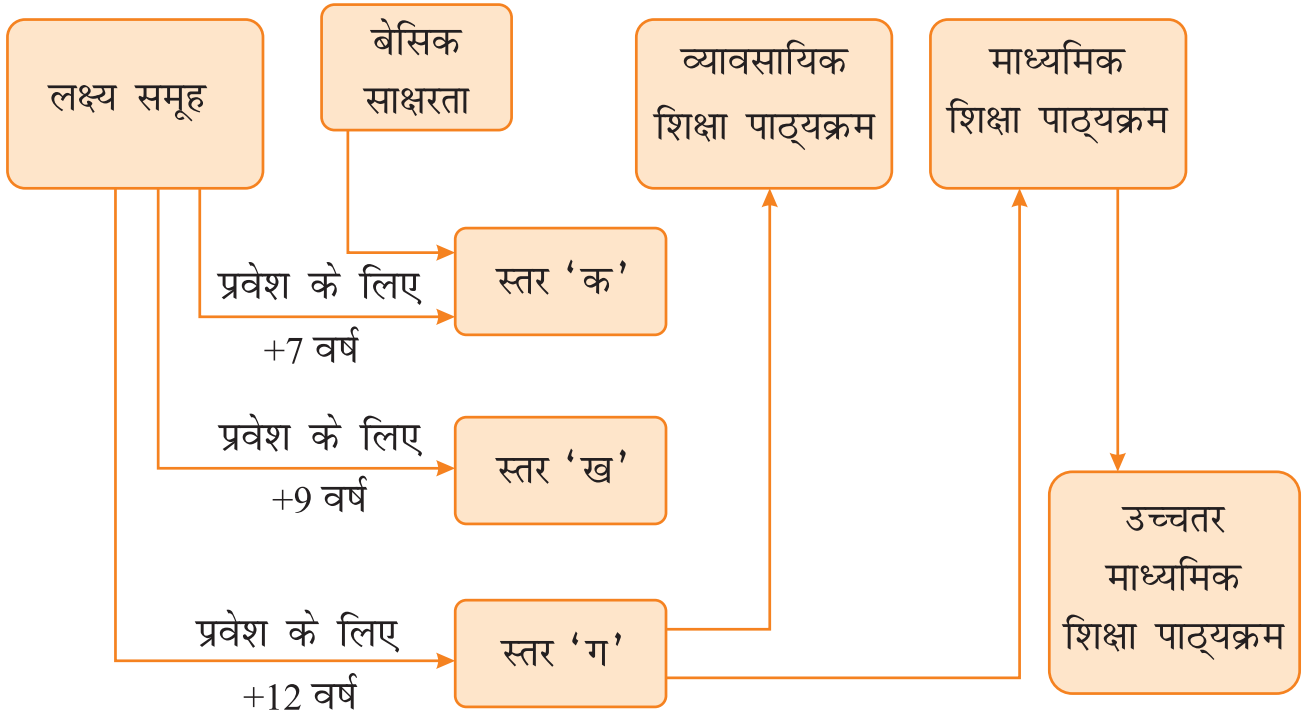 लक्ष्य समूह
बेसिक
साक्षरता
व्यावसायिक
शिक्षा पाठ्यक्रम
माध्यमिक
शिक्षा पाठ्यक्रम
प्रवेश के लिए
+7 वर्ष
स्तर ‘क’
प्रवेश के लिए
+9 वर्ष
स्तर ‘ख’
प्रवेश के लिए
+12 वर्ष
स्तर ‘ग’
उच्चतर
माध्यमिक
शिक्षा पाठ्यक्रम